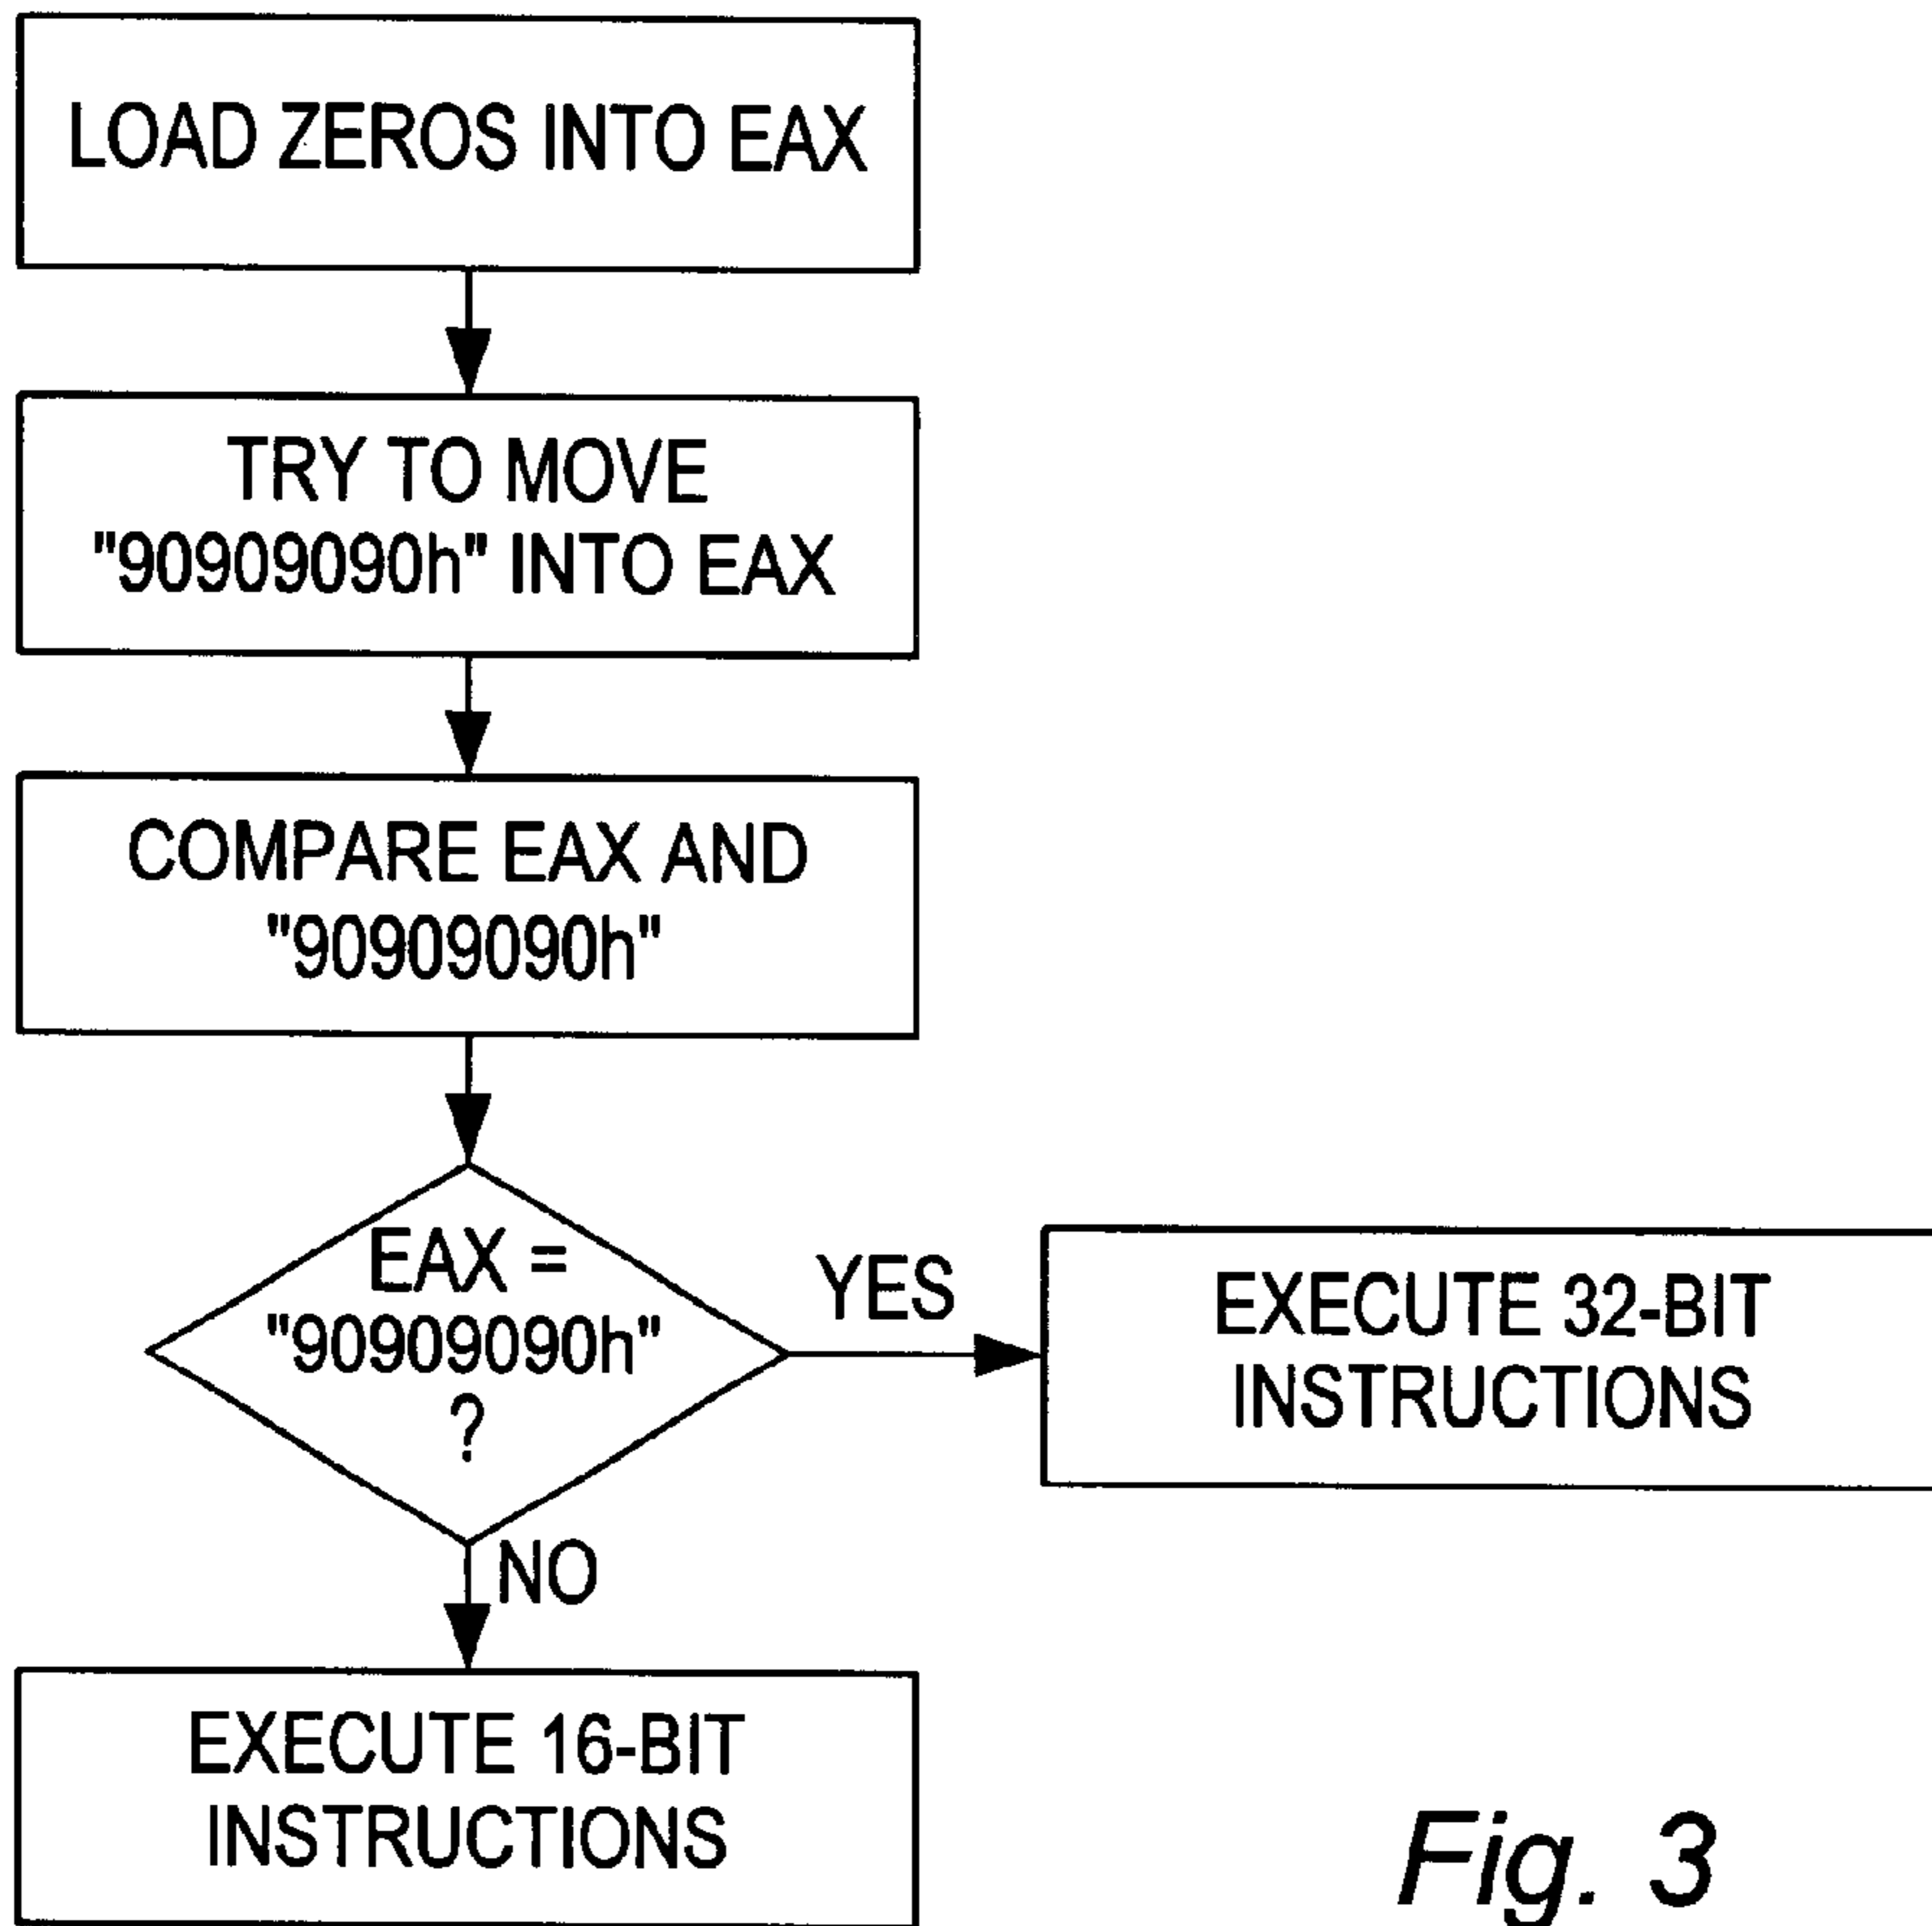 LOAD ZEROS INTO EAX
TRY TO MOVE
"90909090h" INTO EAX
COMPARE EAX AND
"90909090h"
EAX =
"90909090h"
?
YES
EXECUTE 32-BIT
INSTRUCTIONS
NO
EXECUTE 16-BIT
INSTRUCTIONS
Fig. 3